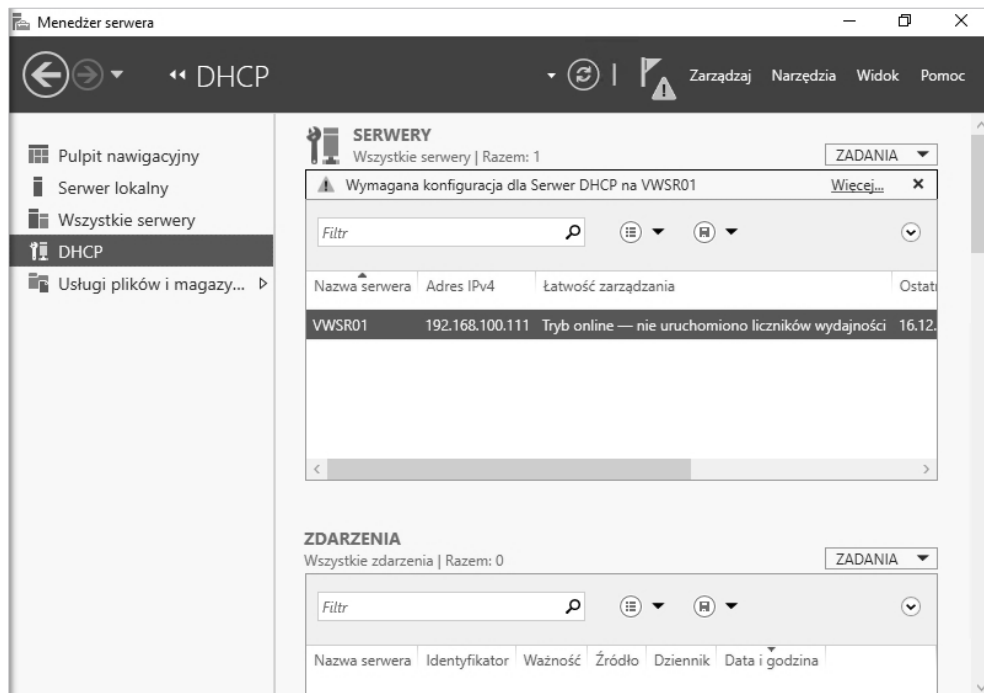 Menedżer serwera
DHCP
Zarządzaj Narzędzia Widok Pomoc
Pulpit nawigacyjny
Serwer lokalny
Wszystkie serwery
DHCP
Usługi plików i magazy...
SERWERY
Wszystkie serwery | Razem: 1
ZADANIA
Wymagana konfiguracja dla Serwer DHCP na VWSR01 Więcej...
Filtr
Nazwa serwera Adres IPv4 Łatwość zarządzania Ostatn
VWSR01 192.168.100.111 Tryb online — nie uruchomiono liczników wydajności 16.12.
ZDARZENIA
Wszystkie zdarzenia | Razem: 0
ZADANIA
Filtr
Nazwa serwera Identyfikator Ważność Źródło Dziennik Data i godzina